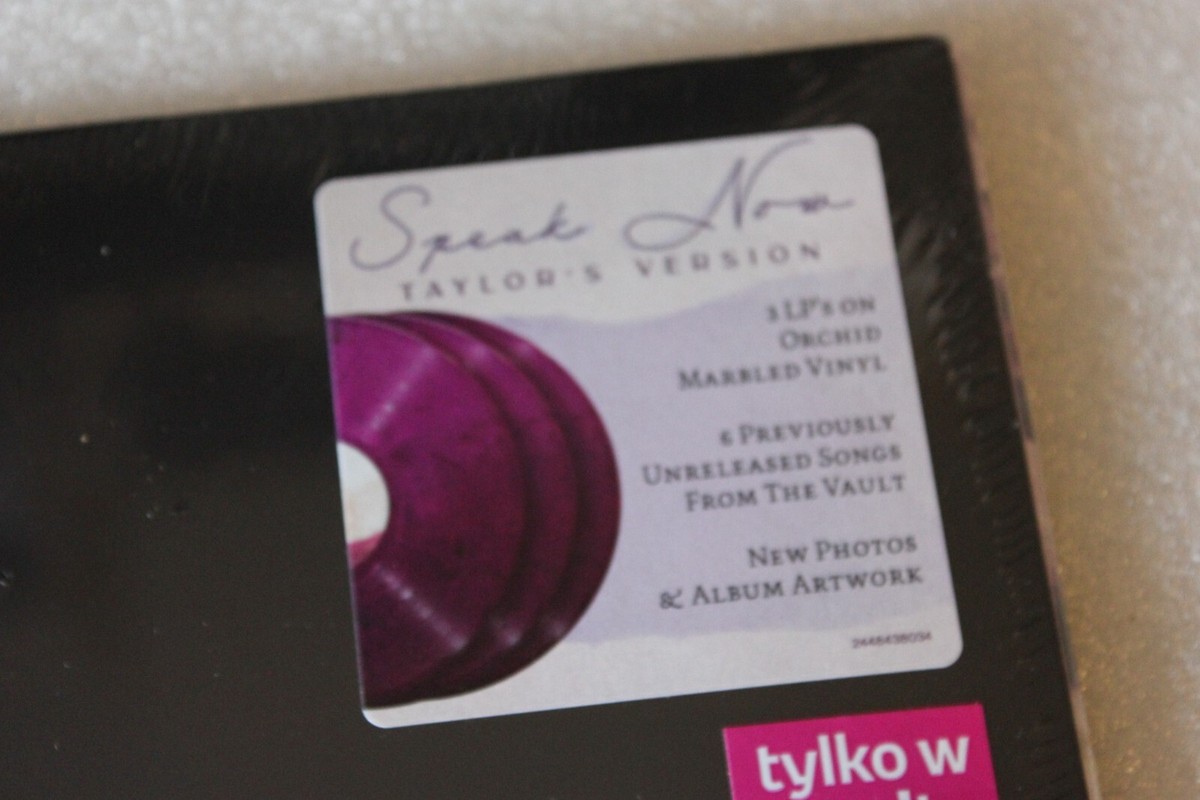 Speak Now
TAYLOR'S VERSION
3 LP's ON
ORCHID
MARBLED VINYL
6 PREVIOUSLY
UNRELEASED SONGS
FROM THE VAULT
NEW PHOTOS
& ALBUM ARTWORK
2448438034
tylko w